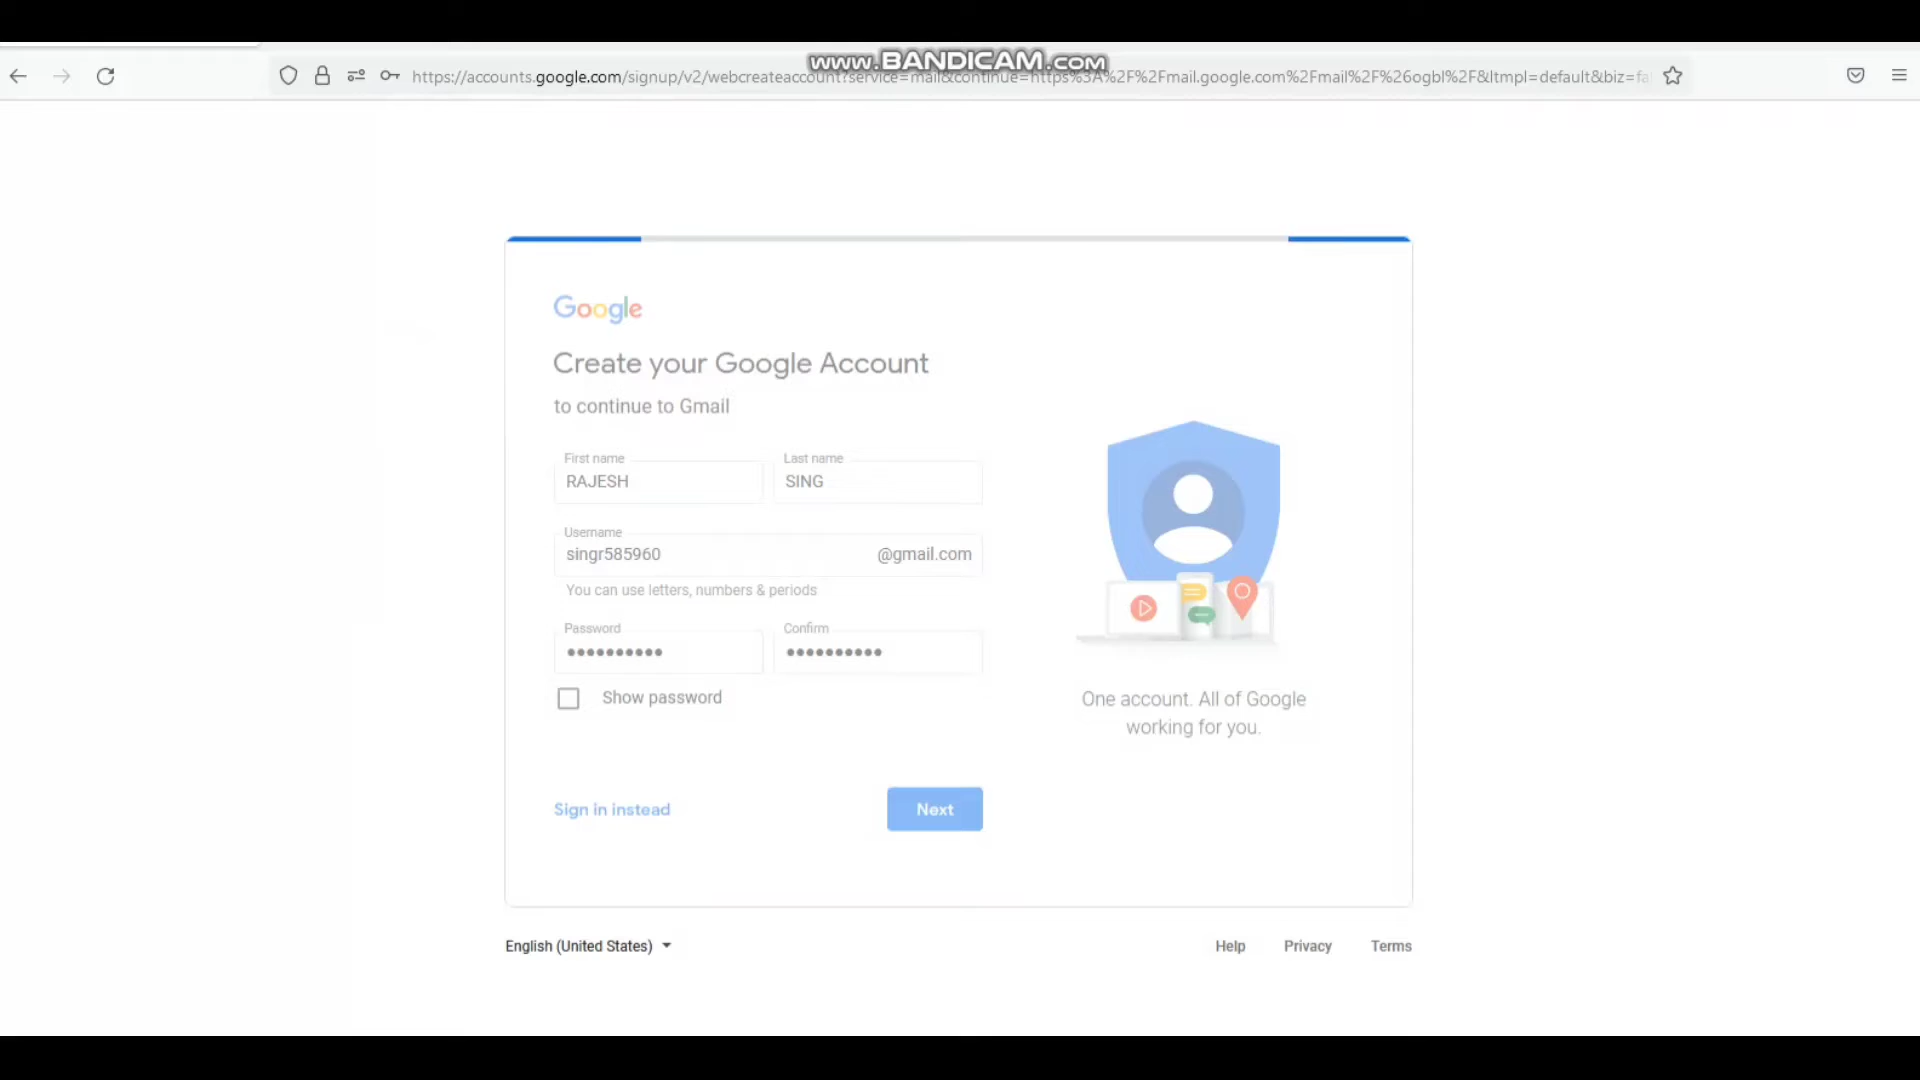 www.BANDICAM.com
https://accounts.google.com/signup/v2/webcreateaccount?service=mail&continue=https%3A%2F%2Fmail.google.com%2Fmail%2F%26ogbl%2F&ltmpl=default&biz=fa
Google
Create your Google Account
to continue to Gmail
First name
Last name
RAJESH
SING
Username
singr585960
@gmail.com
You can use letters, numbers & periods
Password
Confirm
Show password
One account. All of Google
working for you.
Sign in instead
Next
English (United States)
Help
Privacy
Terms